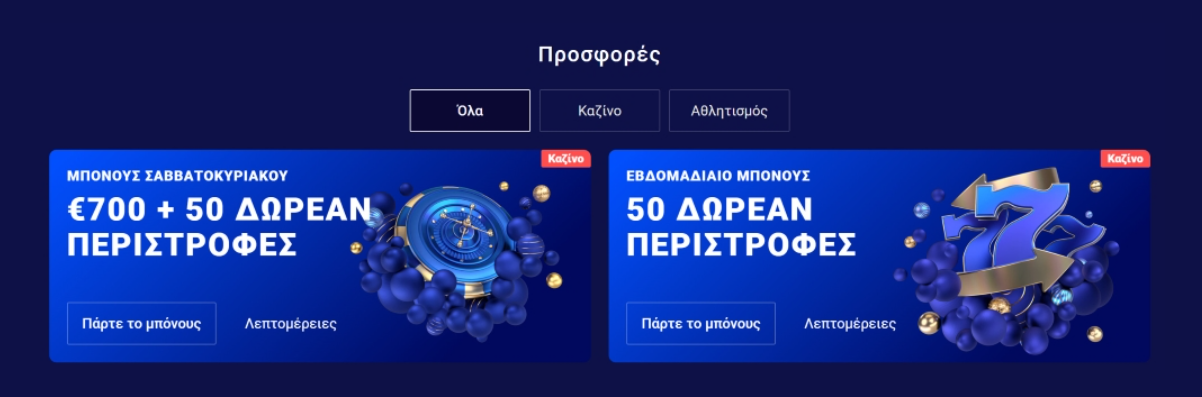 Προσφορές
Όλα
Καζίνο
Αθλητισμός
Καζίνο
ΜΠΟΝΟΥΣ ΣΑΒΒΑΤΟΚΥΡΙΑΚΟΥ
€700 + 50 ΔΩΡΕΑΝ
ΠΕΡΙΣΤΡΟΦΕΣ
Πάρτε το μπόνους
Λεπτομέρειες
Καζίνο
ΕΒΔΟΜΑΔΙΑΙΟ ΜΠΟΝΟΥΣ
50 ΔΩΡΕΑΝ
ΠΕΡΙΣΤΡΟΦΕΣ
Πάρτε το μπόνους
Λεπτομέρειες